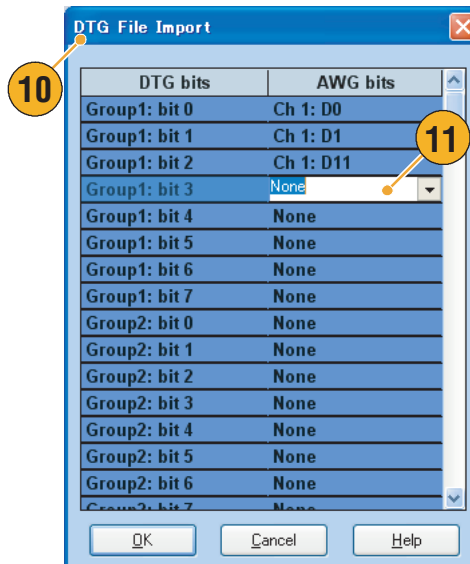 DTG File Import
10
DTG bits AWG bits
Group1: bit 0 Ch 1: D0
Group1: bit 1 Ch 1: D1
11
Group1: bit 2 Ch 1: D11
Group1: bit 3 None
Group1: bit 4 None
Group1: bit 5 None
Group1: bit 6 None
Group1: bit 7 None
Group2: bit 0 None
Group2: bit 1 None
Group2: bit 2 None
Group2: bit 3 None
Group2: bit 4 None
Group2: bit 5 None
Group2: bit 6 None
Group2: bit 7 None
OK Cancel Help